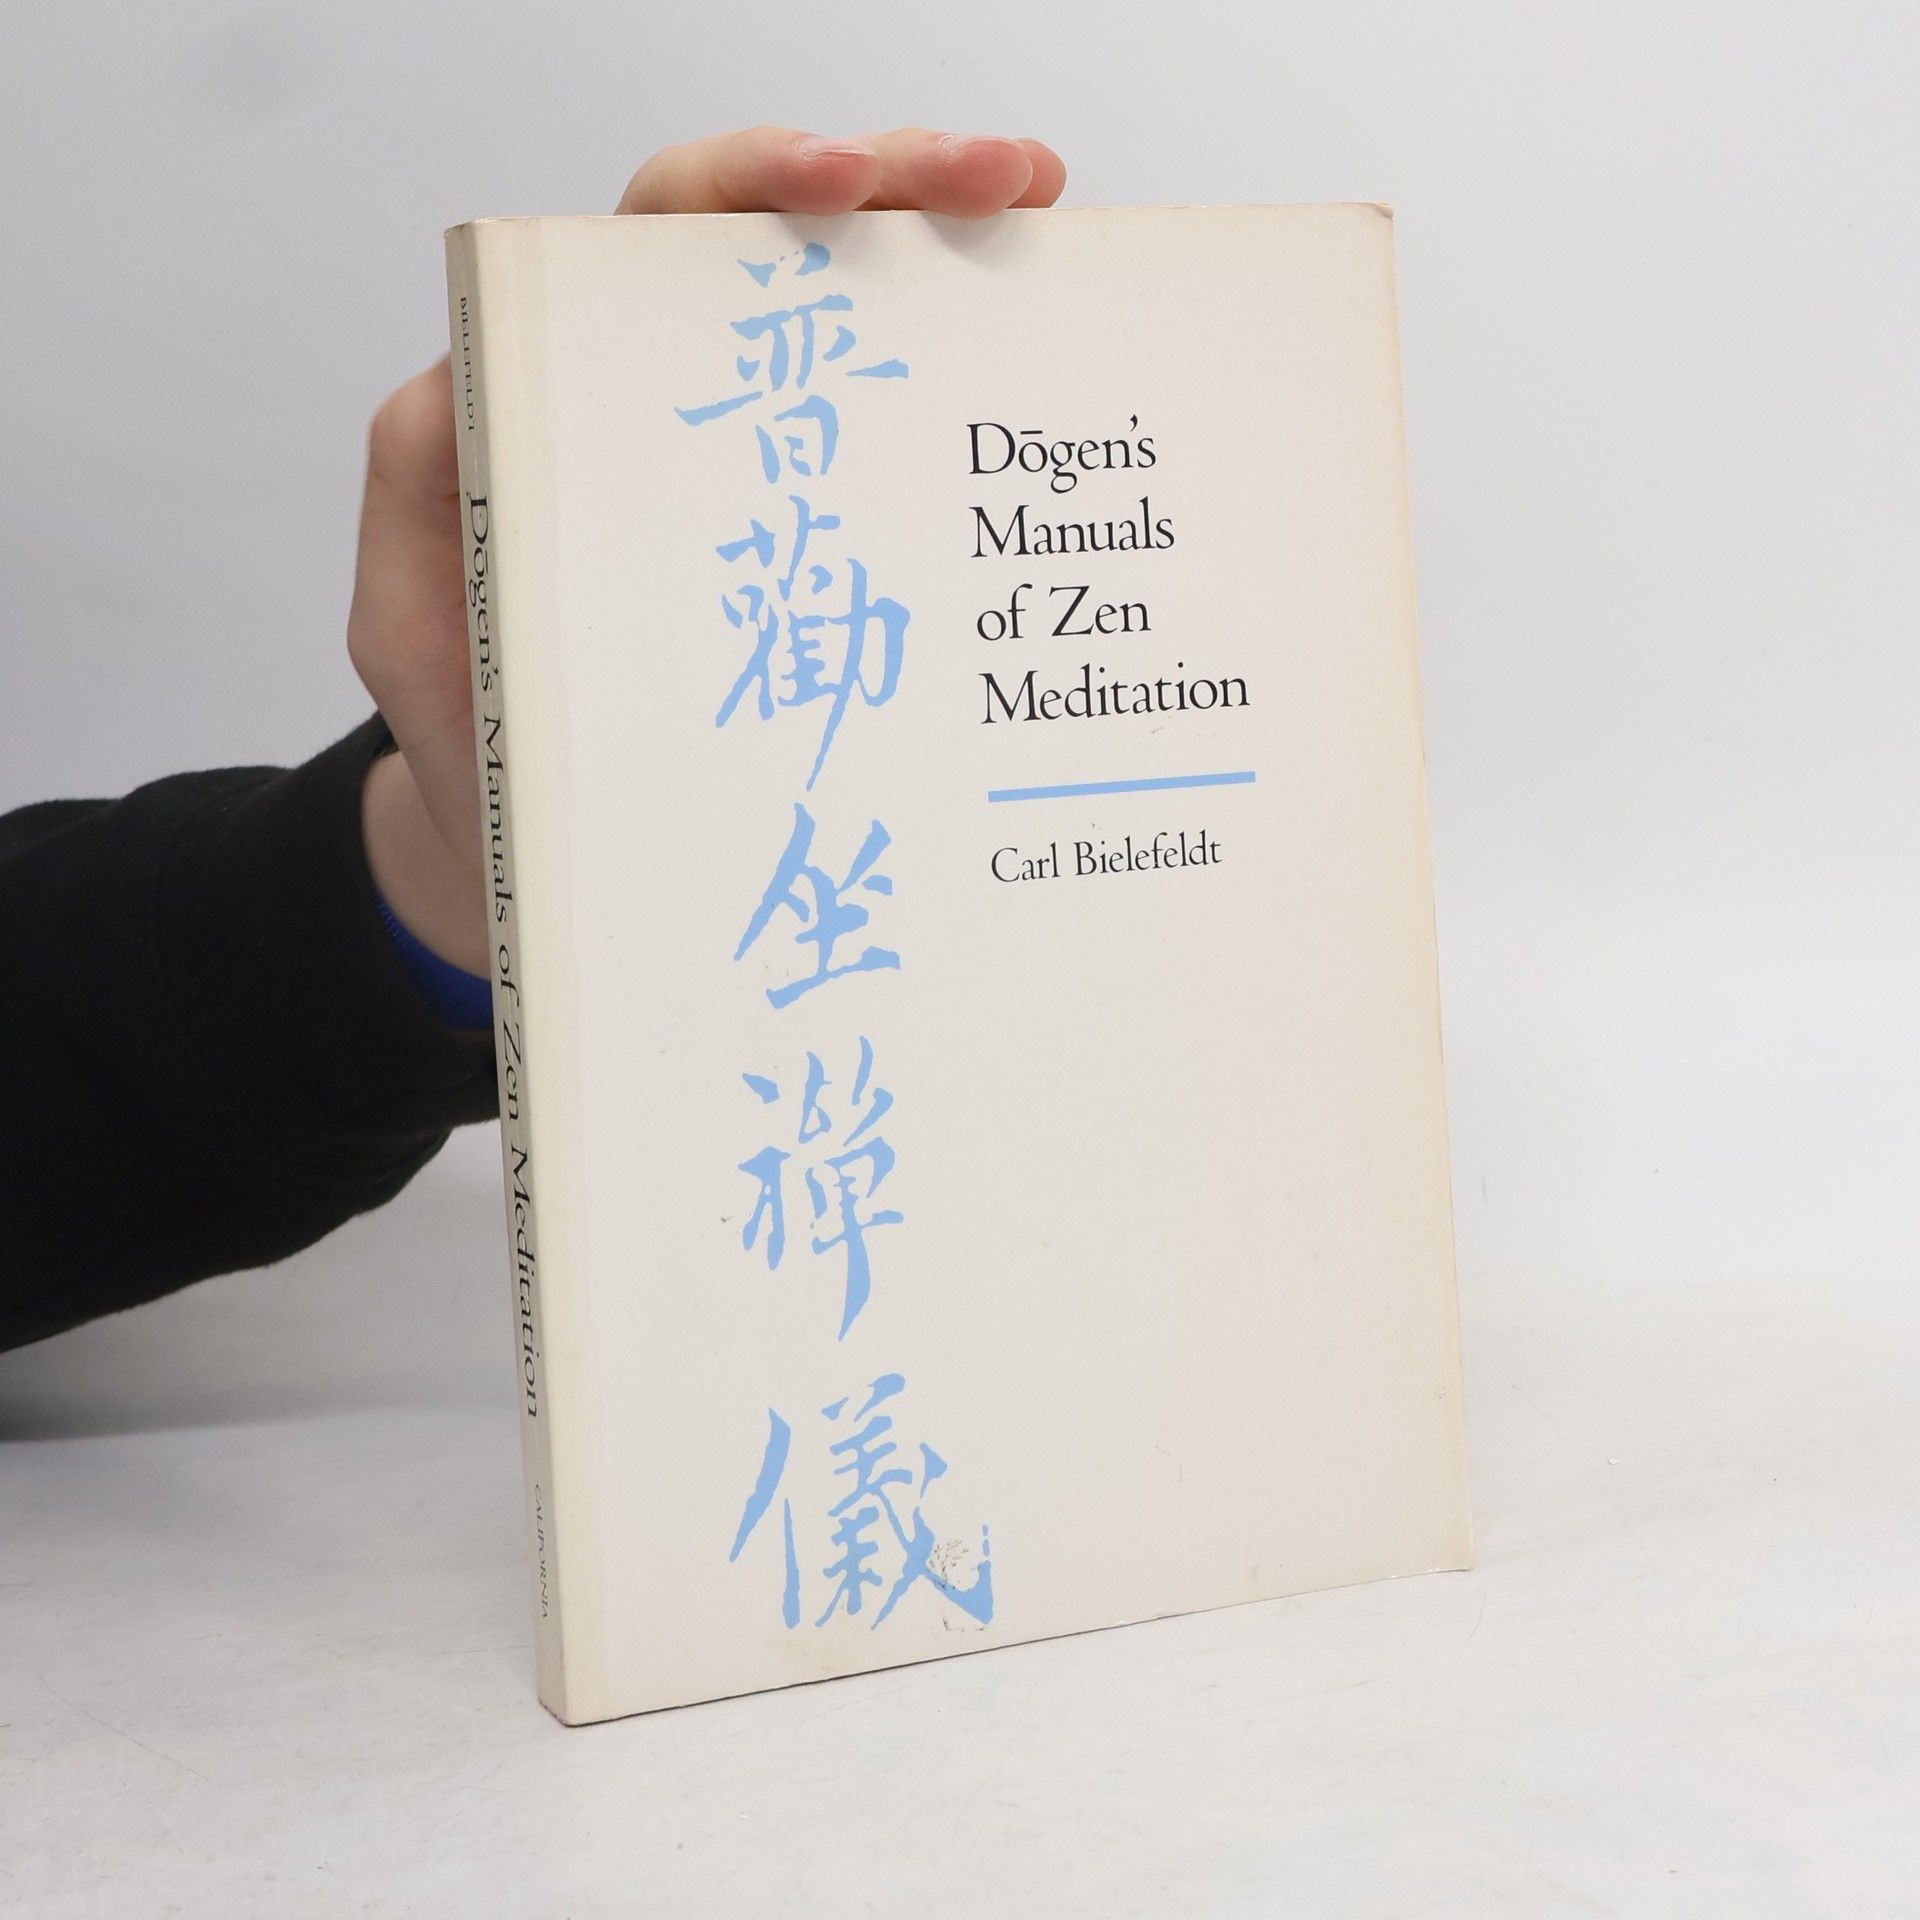 普勸坐禪儀
Dōgen's
Manuals
of Zen
Meditation
Carl Bielefeldt
BIELEFELDT
Dōgen's Manuals of Zen Meditation
CALIFORNIA